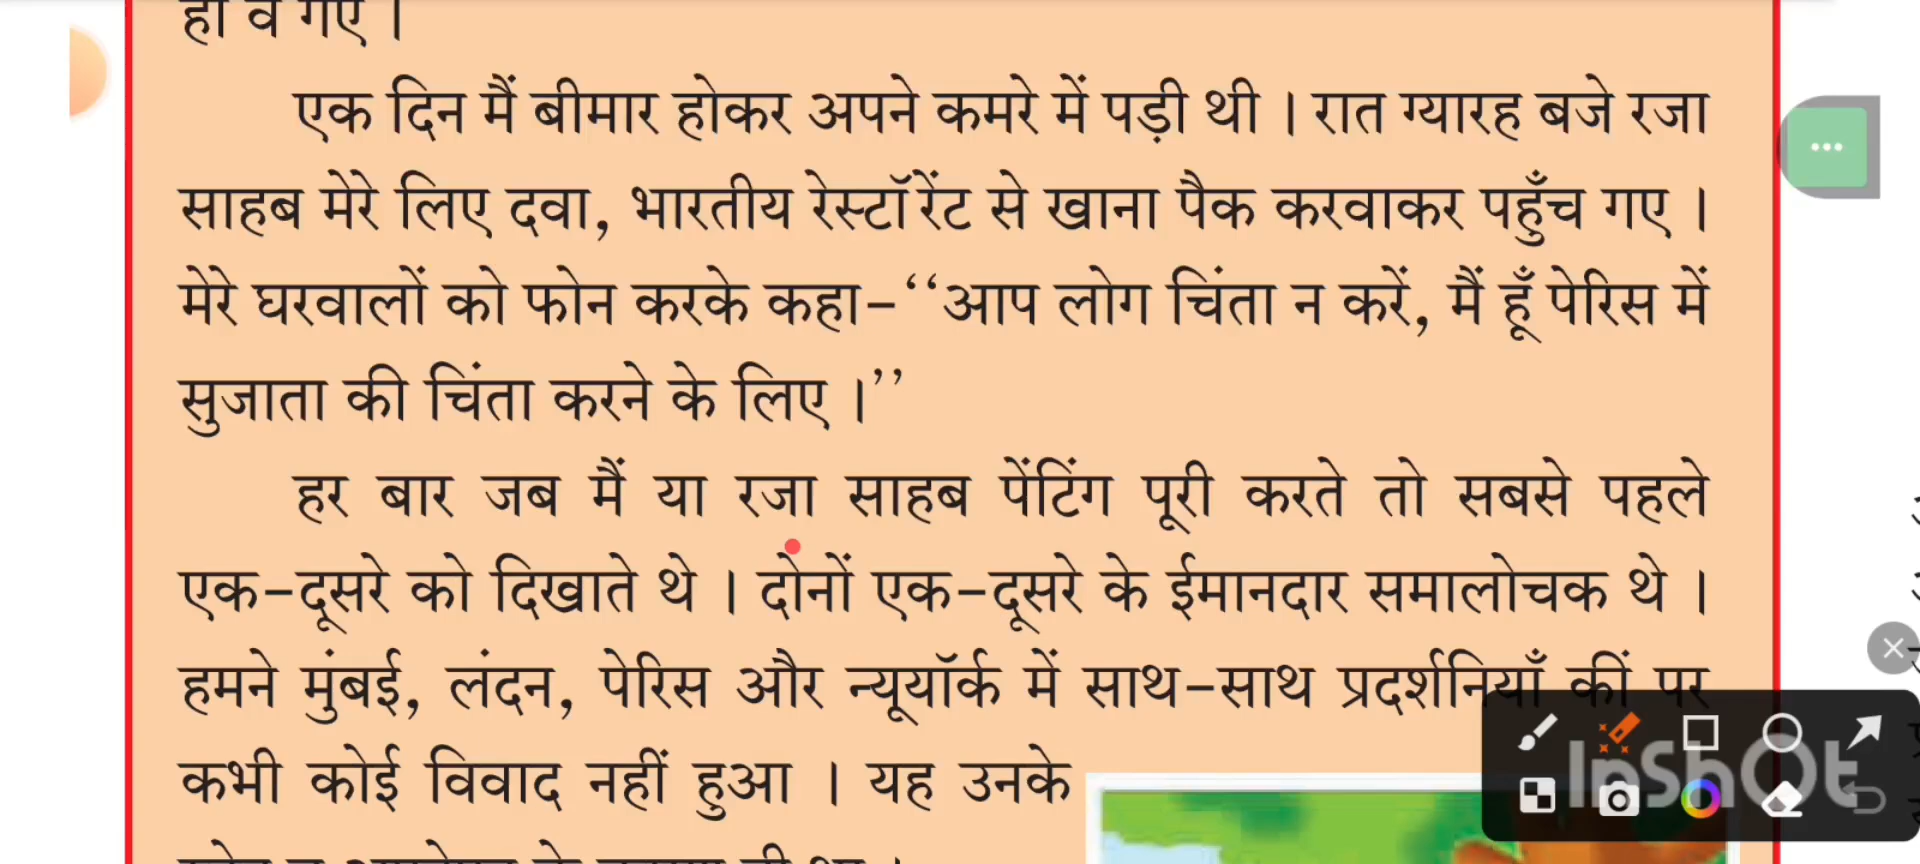 हा व गए ।
एक दिन मैं बीमार होकर अपने कमरे में पड़ी थी । रात ग्यारह बजे रजा
साहब मेरे लिए दवा, भारतीय रेस्टॉरेंट से खाना पैक करवाकर पहुँच गए ।
मेरे घरवालों को फोन करके कहा-‘‘आप लोग चिंता न करें, मैं हूँ पेरिस में
सुजाता की चिंता करने के लिए ।’’
हर बार जब मैं या रजा साहब पेंटिंग पूरी करते तो सबसे पहले
एक-दूसरे को दिखाते थे । दोनों एक-दूसरे के ईमानदार समालोचक थे ।
हमने मुंबई, लंदन, पेरिस और न्यूयॉर्क में साथ-साथ प्रदर्शनियाँ कीं पर
कभी कोई विवाद नहीं हुआ । यह उनके
InShOt